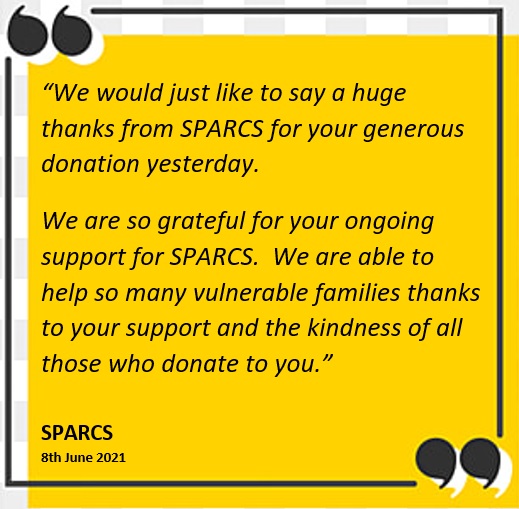 “We would just like to say a huge
thanks from SPARCS for your generous
donation yesterday.
We are so grateful for your ongoing
support for SPARCS.  We are able to
help so many vulnerable families thanks
to your support and the kindness of all
those who donate to you.”
SPARCS
8th June 2021